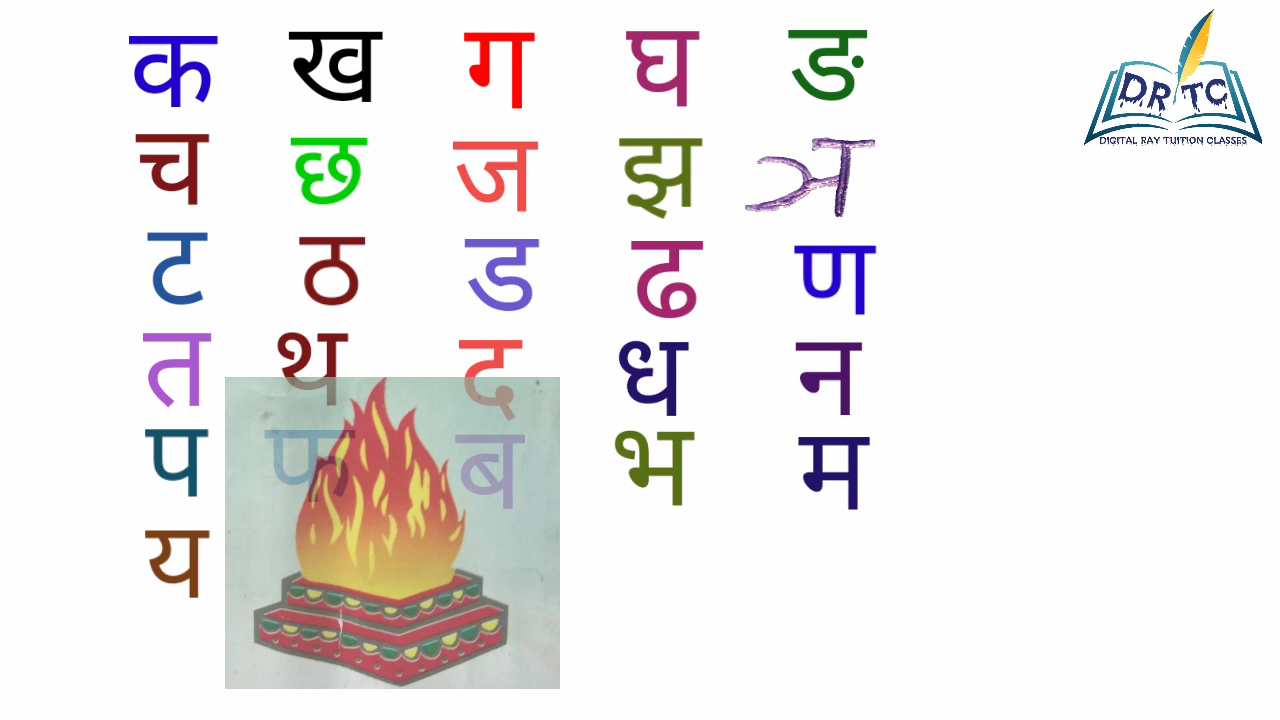 क ख ग घ ङ
च छ ज झ ञ
ट ठ ड ढ ण
त थ द ध न
प फ ब भ म
य
DRTC
DIGITAL RAY TUITION CLASSES